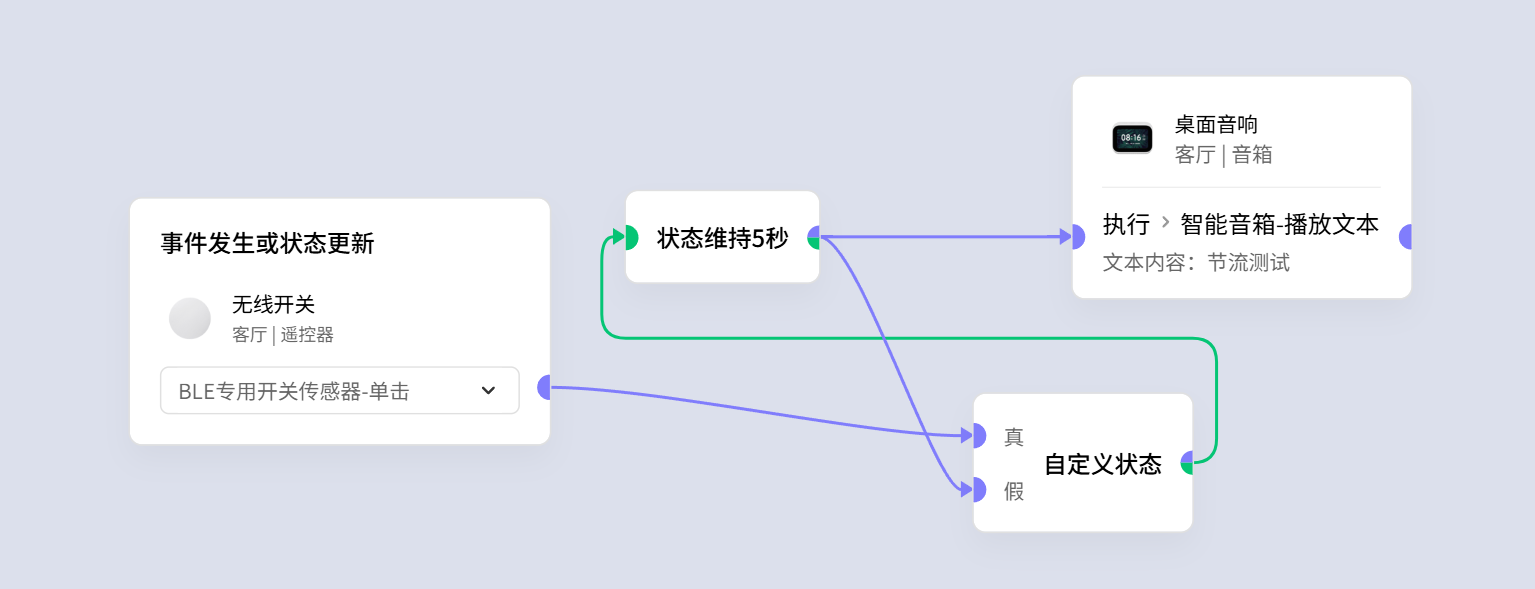 事件发生或状态更新
无线开关
客厅 | 遥控器
BLE专用开关传感器-单击
状态维持5秒
08:16
桌面音响
客厅 | 音箱
执行 > 智能音箱-播放文本
文本内容：节流测试
真
假
自定义状态